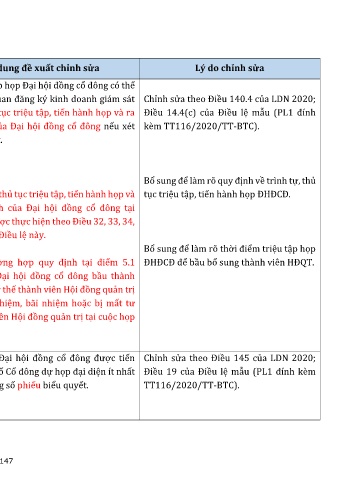 dung đề xuất chỉnh sửa
Lý do chỉnh sửa
họp Đại hội đồng cổ đông có thể
uan đăng ký kinh doanh giám sát
tục triệu tập, tiến hành họp và ra
ủa Đại hội đồng cổ đông nếu xét
Chỉnh sửa theo Điều 140.4 của LDN 2020;
Điều 14.4(c) của Điều lệ mẫu (PL1 đính
kèm TT116/2020/TT-BTC).
thủ tục triệu tập, tiến hành họp và
h của Đại hội đồng cổ đông tại
ợc thực hiện theo Điều 32, 33, 34,
Điều lệ này.
Bổ sung để làm rõ quy định về trình tự, thủ
tục triệu tập, tiến hành họp ĐHĐCĐ.
ờng hợp quy định tại điểm 5.1
Đại hội đồng cổ đông bầu thành
thế thành viên Hội đồng quản trị
hiệm, bãi nhiệm hoặc bị mất tư
ên Hội đồng quản trị tại cuộc họp
Bổ sung để làm rõ thời điểm triệu tập họp
ĐHĐCĐ để bầu bổ sung thành viên HĐQT.
Đại hội đồng cổ đông được tiến
ố Cổ đông dự họp đại diện ít nhất
g số phiếu biểu quyết.
Chỉnh sửa theo Điều 145 của LDN 2020;
Điều 19 của Điều lệ mẫu (PL1 đính kèm
TT116/2020/TT-BTC).
147